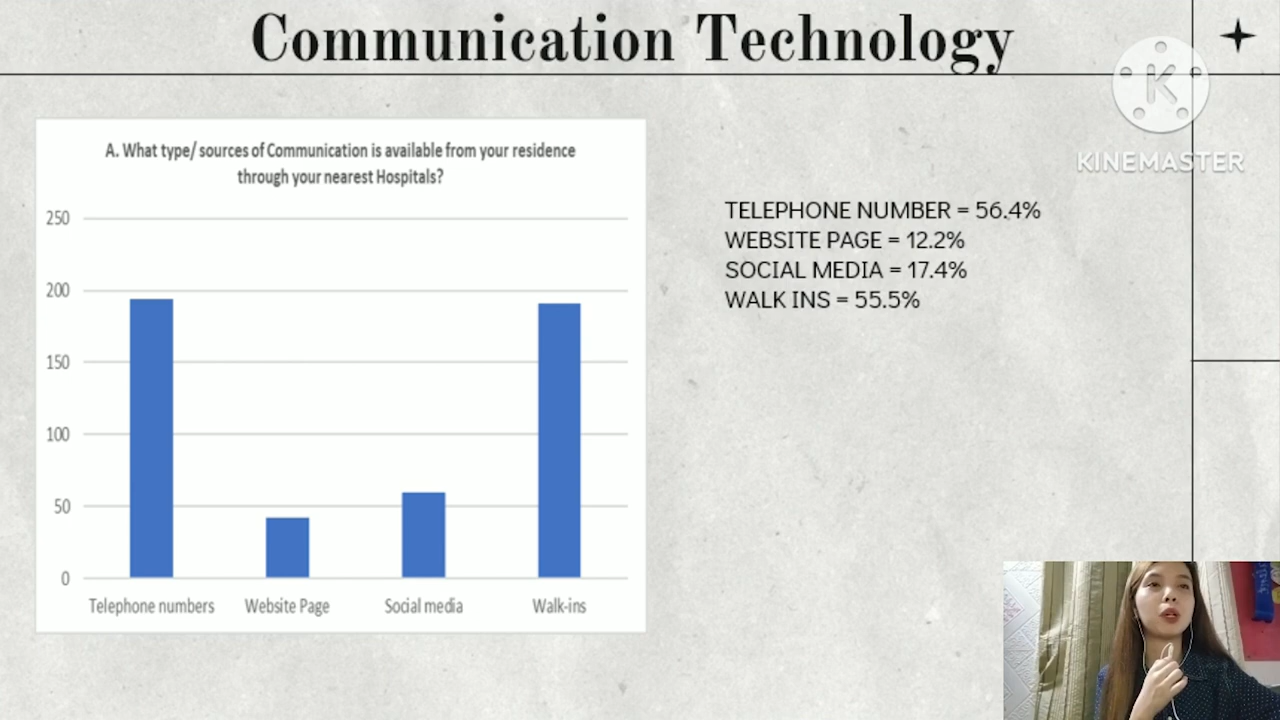 Communication Technology
K
KINEMASTER
A. What type/ sources of Communication is available from your residence
through your nearest Hospitals?
250
200
150
100
50
0
Telephone numbers Website Page Social media Walk-ins
TELEPHONE NUMBER = 56.4%
WEBSITE PAGE = 12.2%
SOCIAL MEDIA = 17.4%
WALK INS = 55.5%